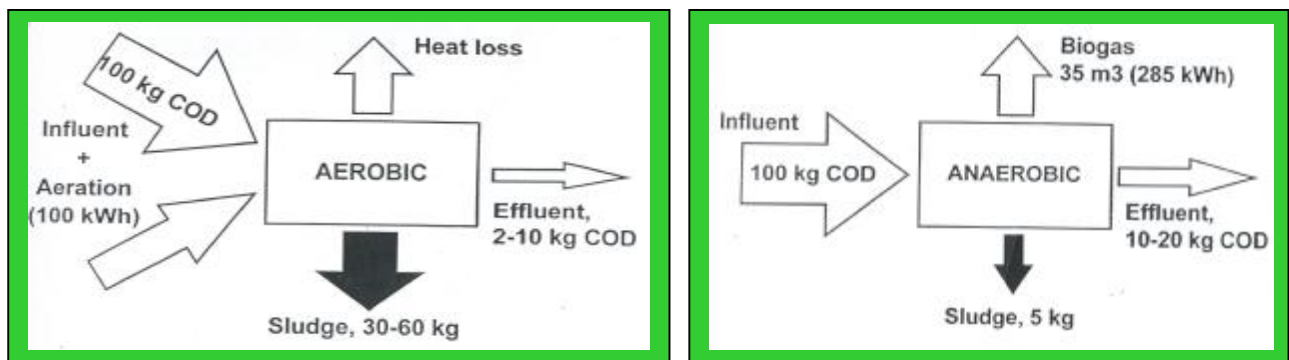 Heat loss
100 kg COD
Influent
+
Aeration
(100 kWh)
AEROBIC
Effluent,
2-10 kg COD
Sludge, 30-60 kg
Biogas
35 m3 (285 kWh)
Influent
100 kg COD
ANAEROBIC
Effluent,
10-20 kg COD
Sludge, 5 kg